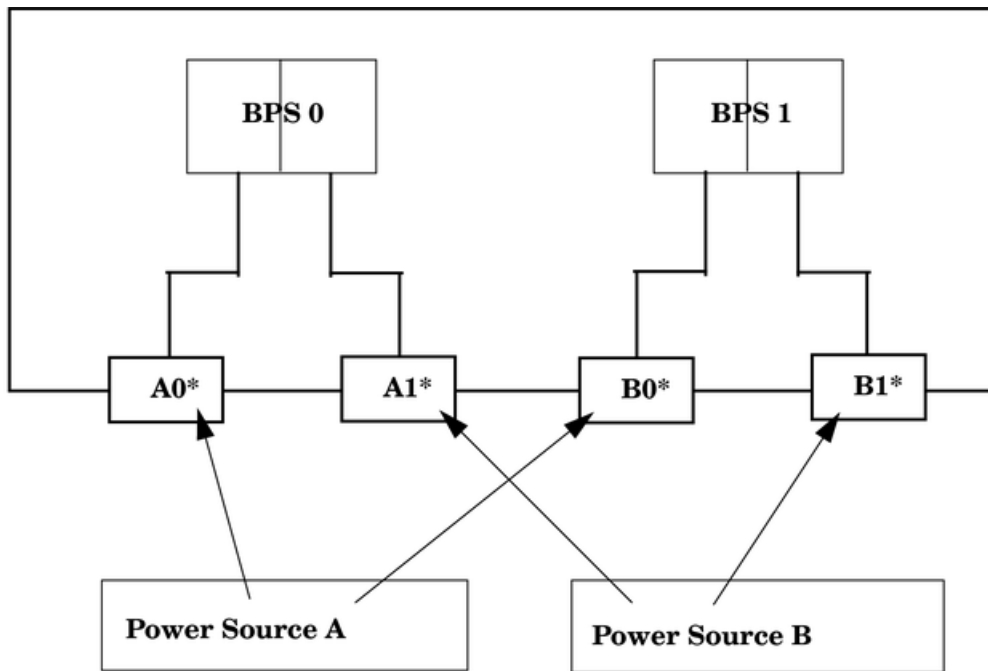 BPS 0
BPS 1
A0*
A1*
B0*
B1*
Power Source A
Power Source B